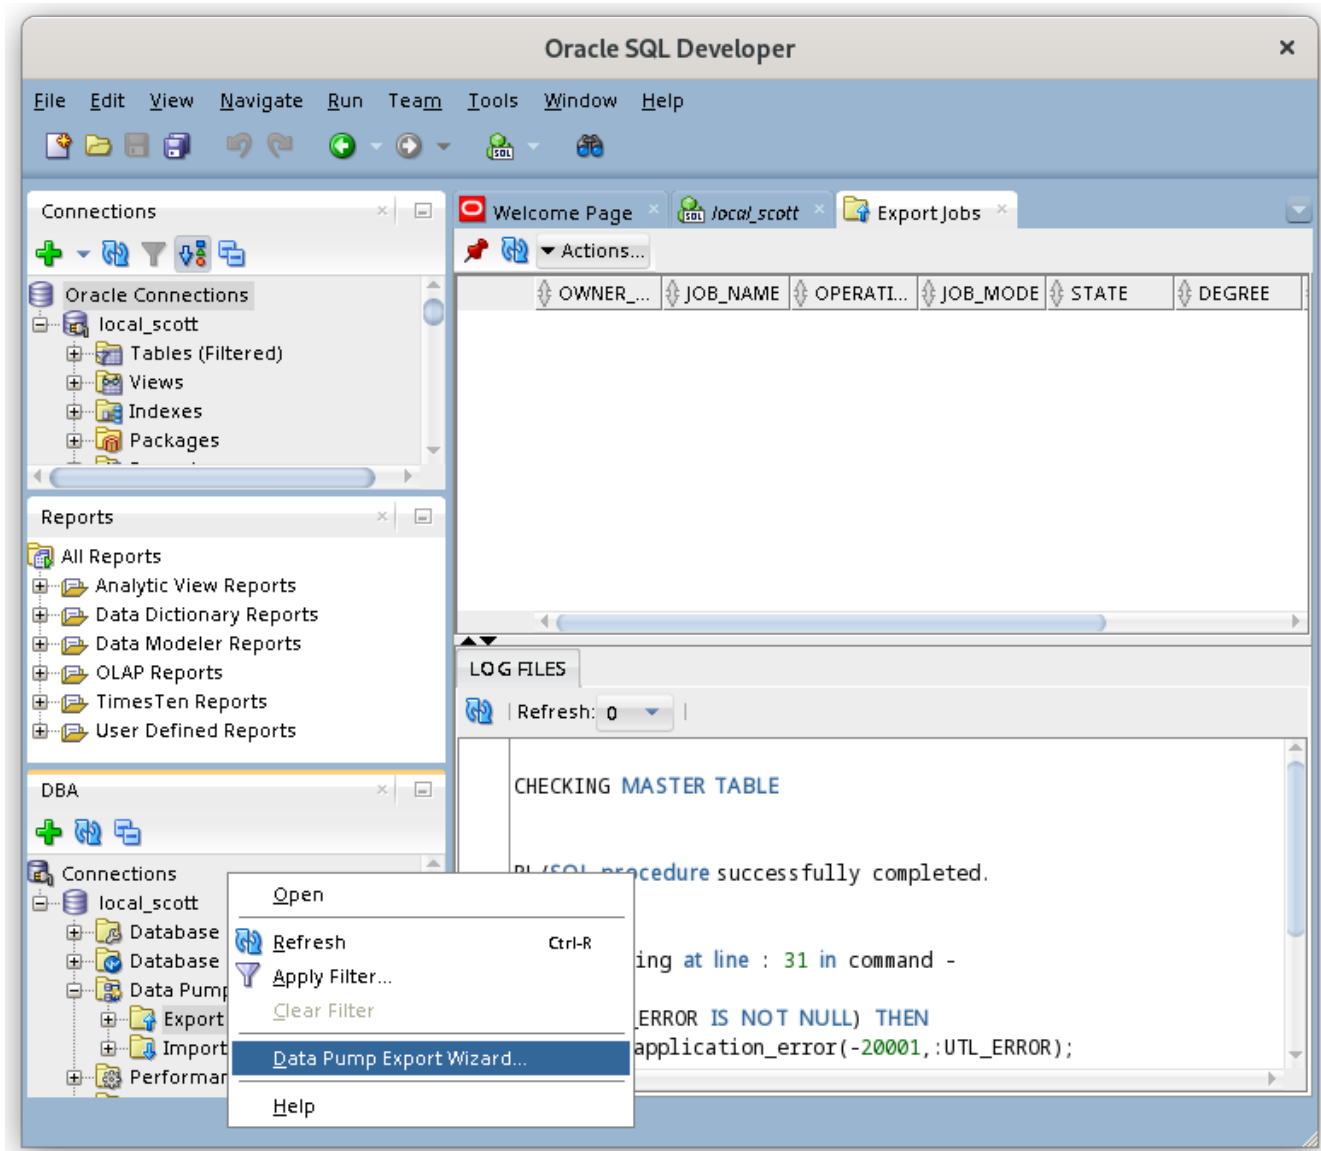 Oracle SQL Developer
File Edit View Navigate Run Team Tools Window Help
Connections
Oracle Connections
local_scott
Tables (Filtered)
Views
Indexes
Packages
Reports
All Reports
Analytic View Reports
Data Dictionary Reports
Data Modeler Reports
OLAP Reports
TimesTen Reports
User Defined Reports
DBA
Connections
local_scott
Database
Database
Data Pump
Export
Import
Performan
Open
Refresh Ctrl-R
Apply Filter...
Clear Filter
Data Pump Export Wizard...
Help
Welcome Page local_scott Export Jobs
Actions...
OWNER_... JOB_NAME OPERATI... JOB_MODE STATE DEGREE
LOG FILES
Refresh: 0
CHECKING MASTER TABLE
PL/SQL procedure successfully completed.
ing at line : 31 in command -
_ERROR IS NOT NULL) THEN
application_error(-20001,:UTL_ERROR);